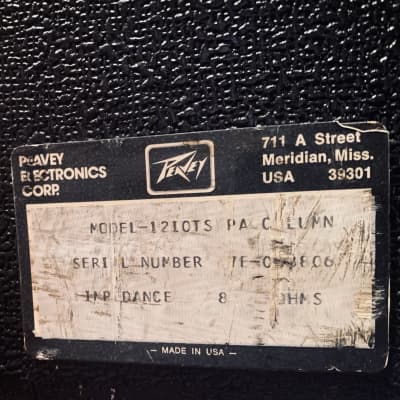 PEAVEY
ELECTRONICS
CORP.
PEAVEY
711 A Street
Meridian, Miss.
USA 39301
MODEL-1210TS PA C LUMN
SERI L NUMBER
IMP DANCE 8 OHMS
— MADE IN USA —